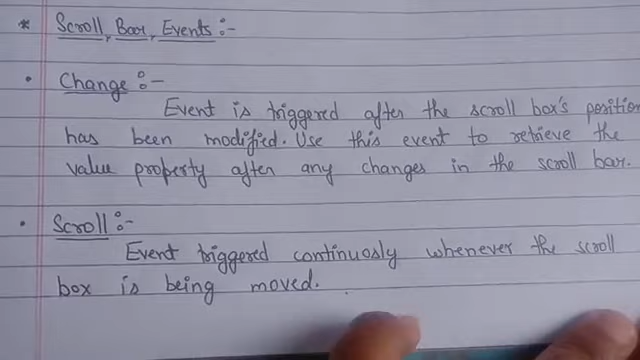 * Scroll, Bar, Events :-
• Change :-
Event is triggered after the scroll box's position
has been modified. Use this event to retrieve the
value property after any changes in the scroll bar.
• Scroll :-
Event triggered continuosly whenever the scroll
box is being moved.